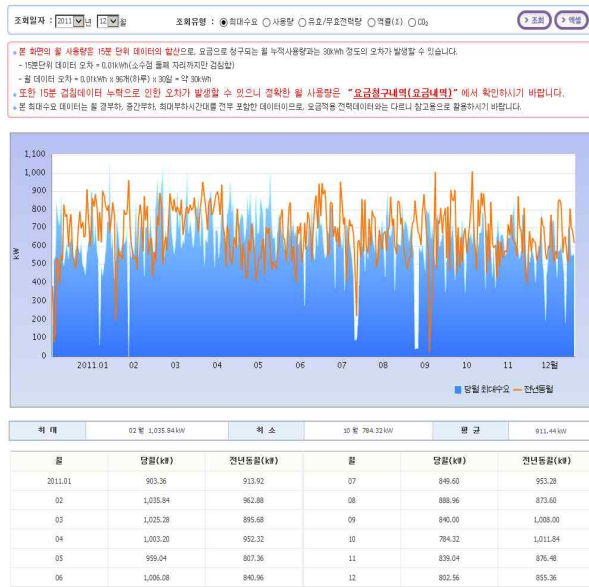 조회일자 : 2011 년 12 월 조회유형 : 최대수요 사용량 유효/무효전력량 역률(%) CO₂ 조회 엑셀
본 화면의 월 사용량은 15분 단위 데이터의 합산으로, 요금으로 청구되는 월 누적사용량과는 30kWh 정도의 오차가 발생할 수 있습니다.
- 15분단위 데이터 오차 = 0.01kWh(소수점 둘째 자리까지만 검침함)
- 월 데이터 오차 = 0.01kWh x 96개(하루) x 30일 = 약 30kWh
또한 15분 검침데이터 누락으로 인한 오차가 발생할 수 있으니 정확한 월 사용량은 "요금청구내역(요금내역)" 에서 확인하시기 바랍니다.
본 최대수요 데이터는 월 경부하, 중간부하, 최대부하시간대를 전부 포함한 데이터이므로, 요금적용 전력데이터와는 다르니 참고용으로 활용하시기 바랍니다.
1,100
1,000
900
800
700
600
500
400
300
200
100
0
kW
2011.01 02 03 04 05 06 07 08 09 10 11 12월
당월 최대수요 전년동월
최 대 02 월 1,035.84 kW 최 소 10 월 784.32 kW 평 균 911.44 kW
월 당월(kW) 전년동월(kW) 월 당월(kW) 전년동월(kW)
2011.01 903.36 913.92 07 849.60 953.28
02 1,035.84 962.88 08 888.96 873.60
03 1,025.28 895.68 09 840.00 1,008.00
04 1,003.20 952.32 10 784.32 1,011.84
05 959.04 807.36 11 839.04 876.48
06 1,006.08 840.96 12 802.56 855.36